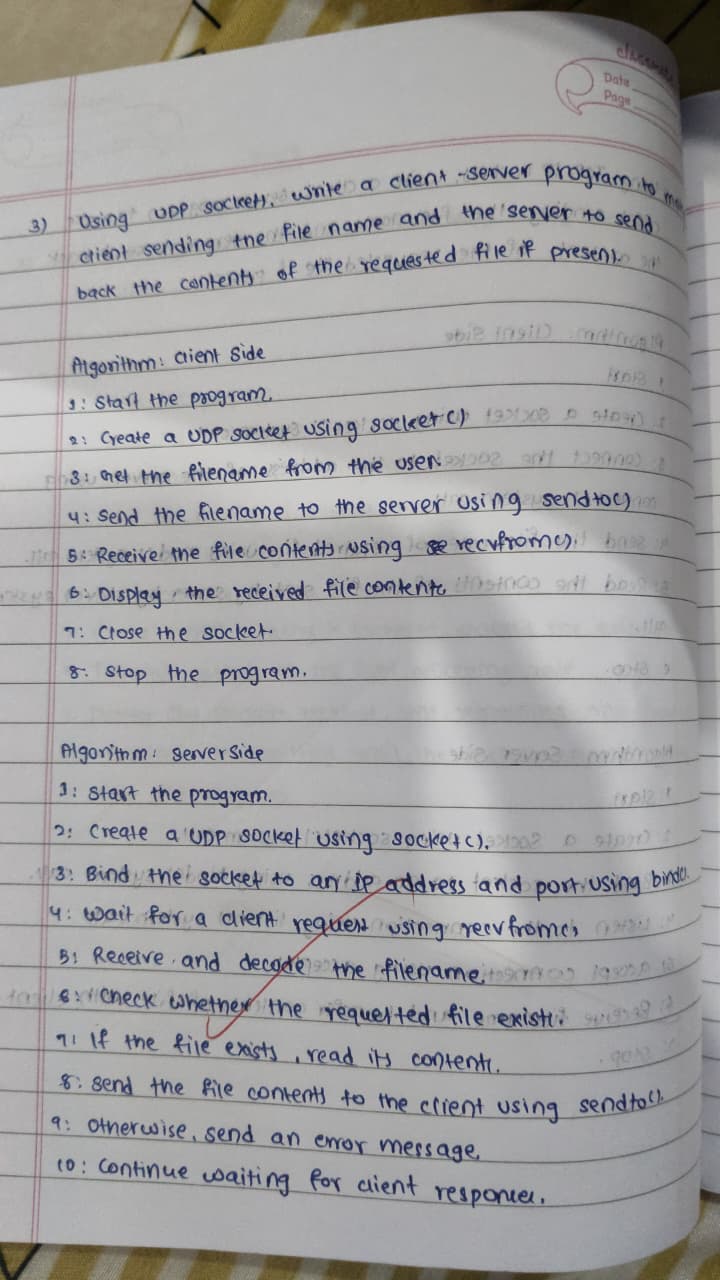 classmate
Date
Page
3) Using UDP sockets, write a client-server program to
client sending the file name and the server to send
back the contents of the requested file if present.
Algorithm: Client Side
1: Start the program.
2: Create a UDP socket using socket()
3: Get the filename from the user.
4: Send the filename to the server using sendto()
5: Receive the file contents using recvfrom().
6: Display the received file contents
7: Close the socket.
8. Stop the program.
Algorithm: Server Side
1: Start the program.
2: Create a UDP socket using socket().
3: Bind the socket to an IP address and port using bind().
4: Wait for a client request using recvfrom()
5: Receive and decode the filename.
6: Check whether the requested file exists.
7: If the file exists, read its contents.
8: Send the file contents to the client using sendto().
9: Otherwise, send an error message
10: Continue waiting for client responses.